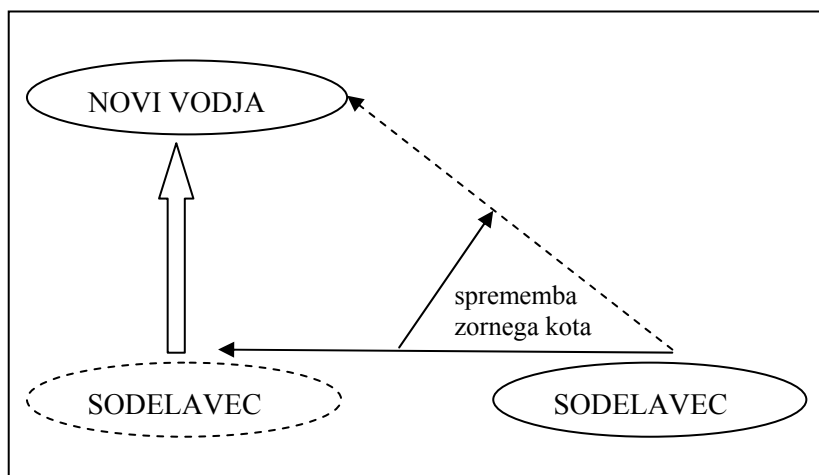 NOVI VODJA
sprememba
zornega kota
SODELAVEC
SODELAVEC